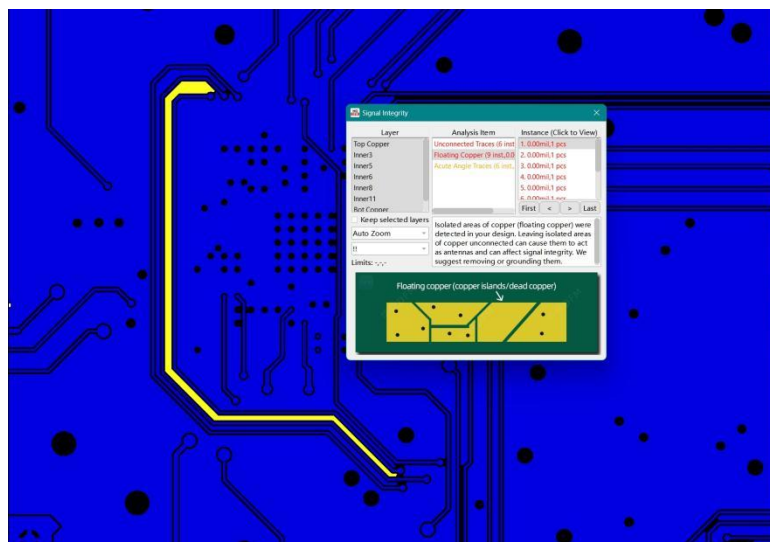 Signal Integrity
Layer
Top Copper
Inner3
Inner5
Inner6
Inner8
Inner11
Bot Copper
Keep selected layers
Auto Zoom
!!
Limits: -,-,-
Analysis Item
Unconnected Traces (6 inst
Floating Copper (9 inst.,0.0
Acute Angle Traces (6 inst.,
Instance (Click to View)
1. 0.00mil,1 pcs
2. 0.00mil,1 pcs
3. 0.00mil,1 pcs
4. 0.00mil,1 pcs
5. 0.00mil,1 pcs
6. 0.00mil,1 pcs
First < > Last
Isolated areas of copper (floating copper) were
detected in your design. Leaving isolated areas
of copper unconnected can cause them to act
as antennas and can affect signal integrity. We
suggest removing or grounding them.
Floating copper (copper islands/dead copper)